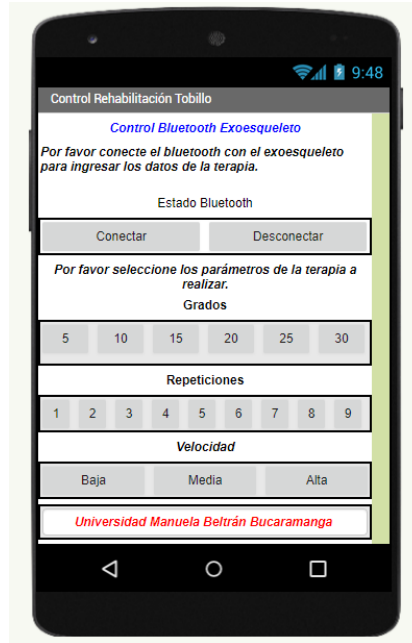 9:48
Control Rehabilitación Tobillo
Control Bluetooth Exoesqueleto
Por favor conecte el bluetooth con el exoesqueleto
para ingresar los datos de la terapia.
Estado Bluetooth
Conectar Desconectar
Por favor seleccione los parámetros de la terapia a
realizar.
Grados
5 10 15 20 25 30
Repeticiones
1 2 3 4 5 6 7 8 9
Velocidad
Baja Media Alta
Universidad Manuela Beltrán Bucaramanga